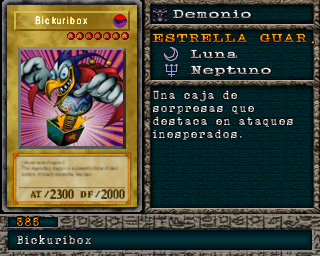 Bickuribox
AT/2300 DF/2000
Demonio
ESTRELLA GUAR.
Luna
Neptuno
Una caja de
sorpresas que
destaca en ataques
inesperados.
385
Bickuribox